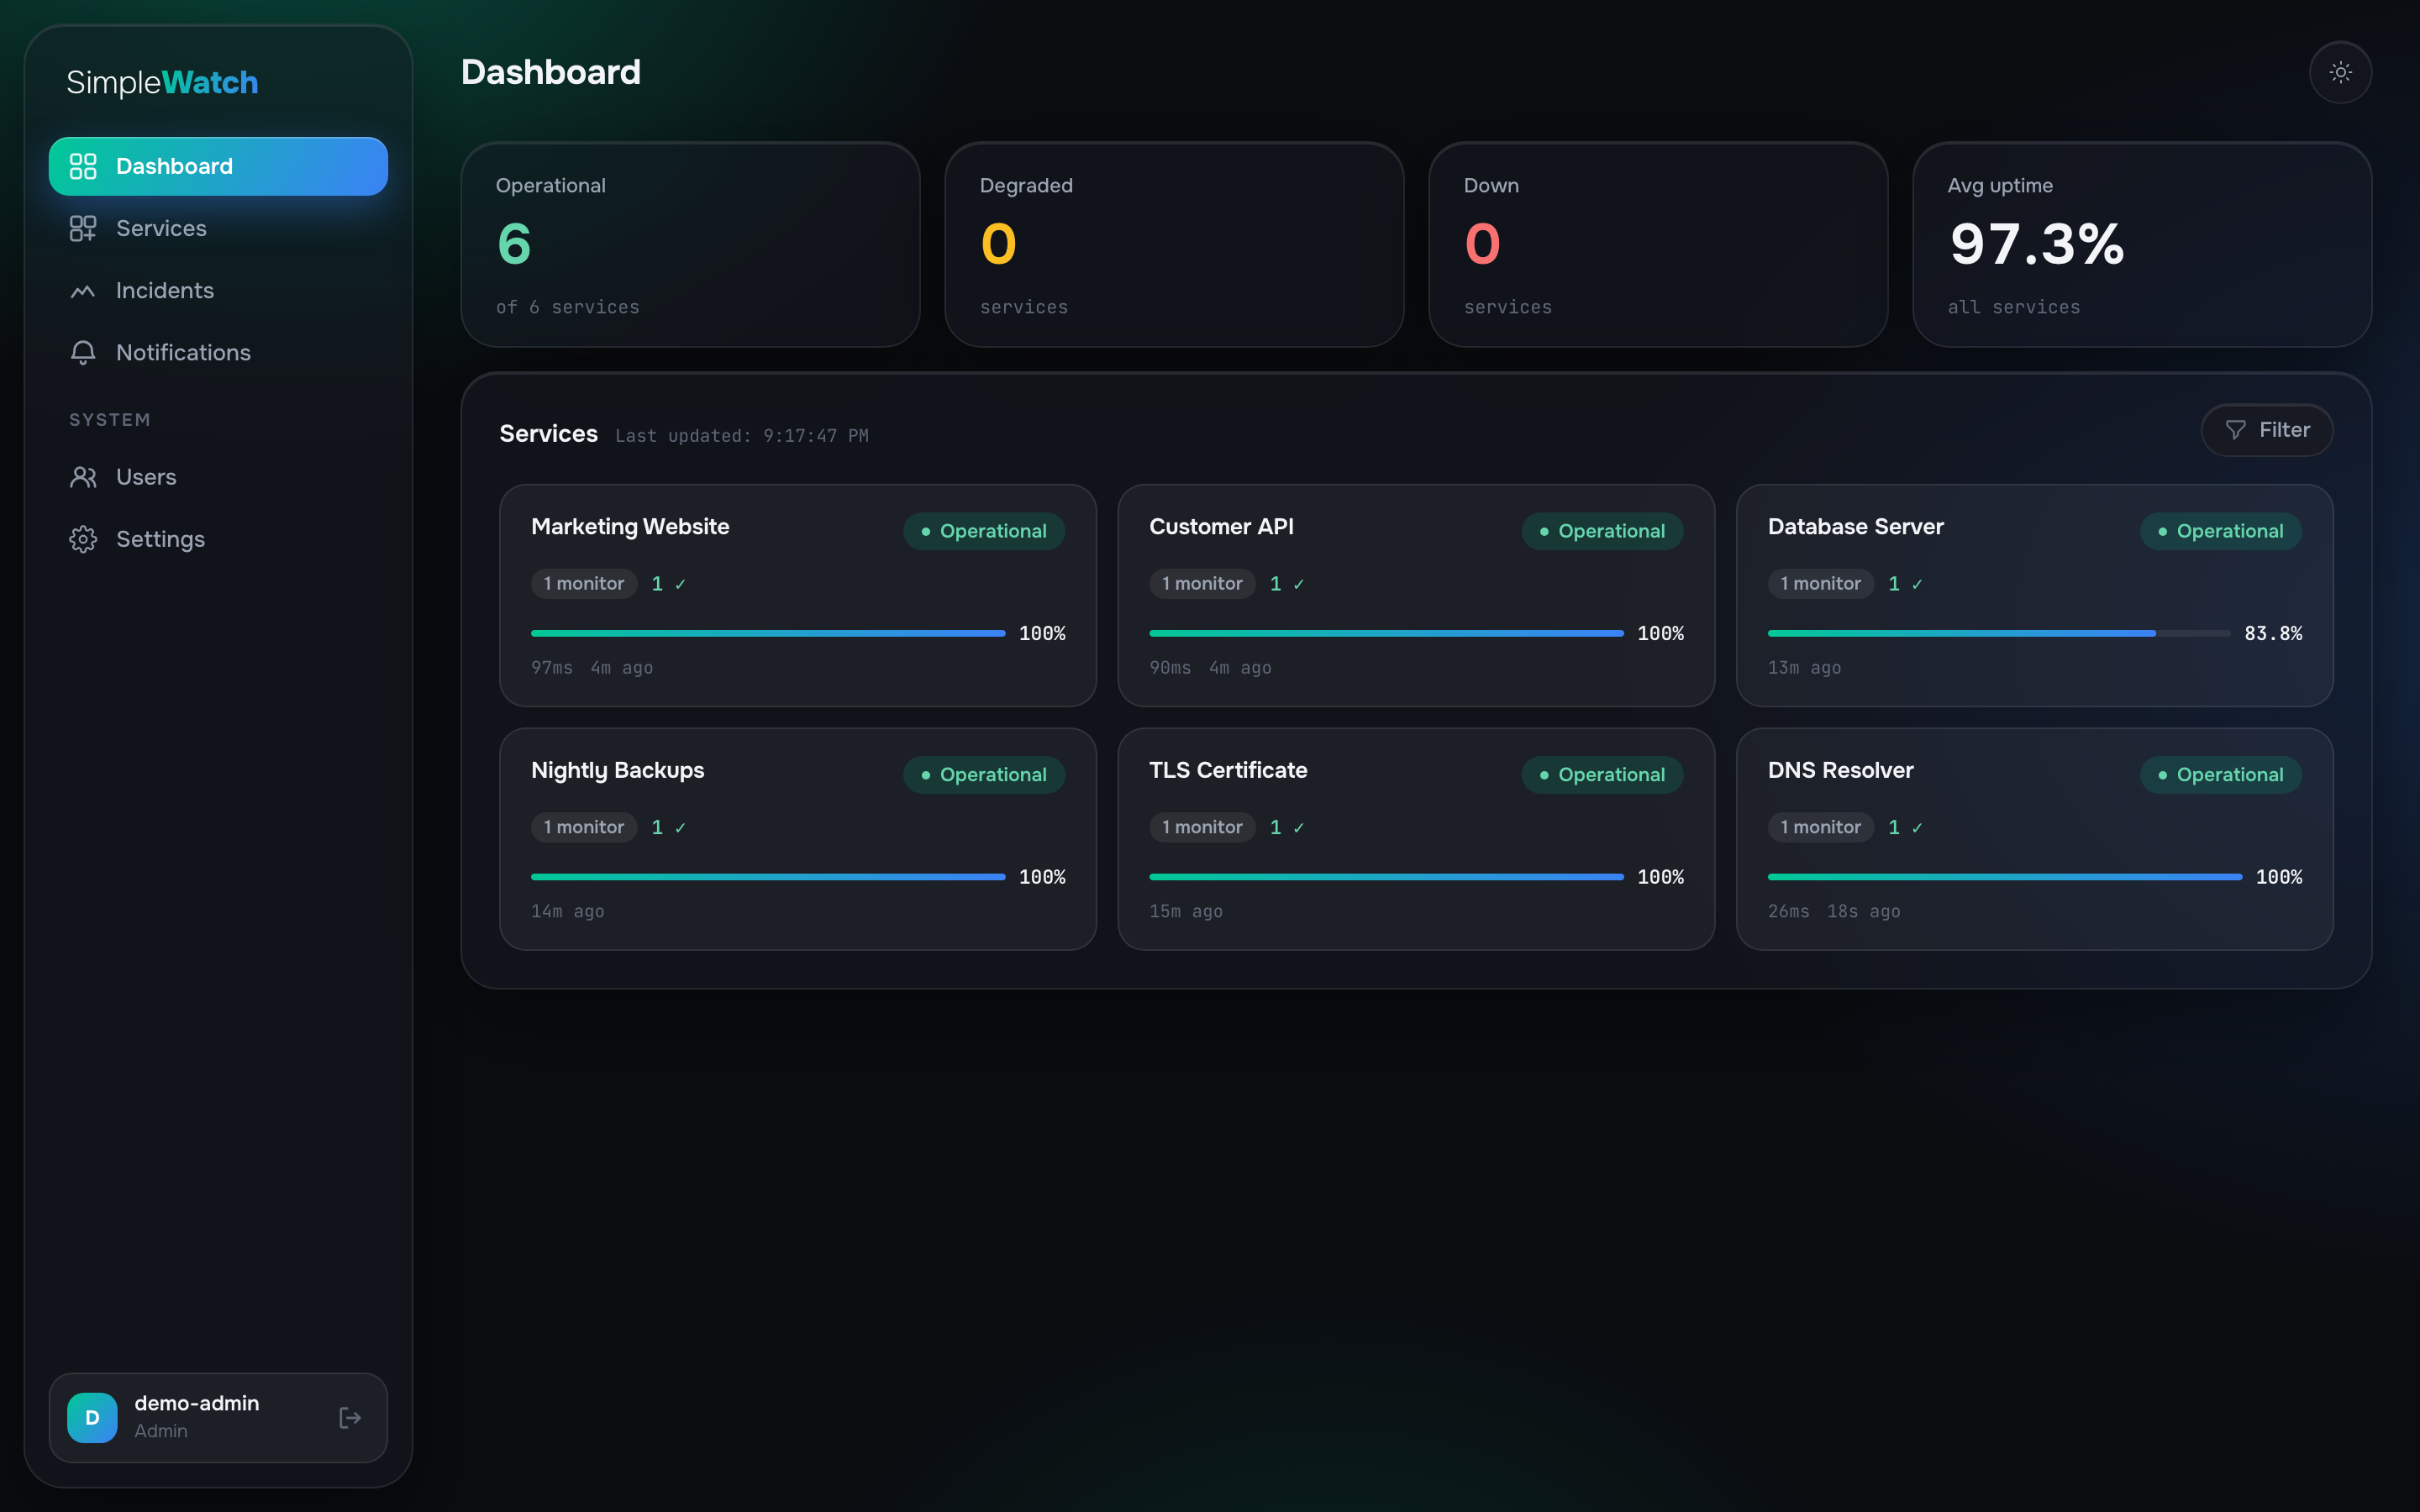 SimpleWatch
Dashboard
Services
Incidents
Notifications
SYSTEM
Users
Settings
D
demo-admin
Admin
Dashboard
Operational
6
of 6 services
Degraded
0
services
Down
0
services
Avg uptime
97.3%
all services
Services Last updated: 9:17:47 PM
Filter
Marketing Website
Operational
1 monitor 1 ✓
100%
97ms 4m ago
Customer API
Operational
1 monitor 1 ✓
100%
90ms 4m ago
Database Server
Operational
1 monitor 1 ✓
83.8%
13m ago
Nightly Backups
Operational
1 monitor 1 ✓
100%
14m ago
TLS Certificate
Operational
1 monitor 1 ✓
100%
15m ago
DNS Resolver
Operational
1 monitor 1 ✓
100%
26ms 18s ago